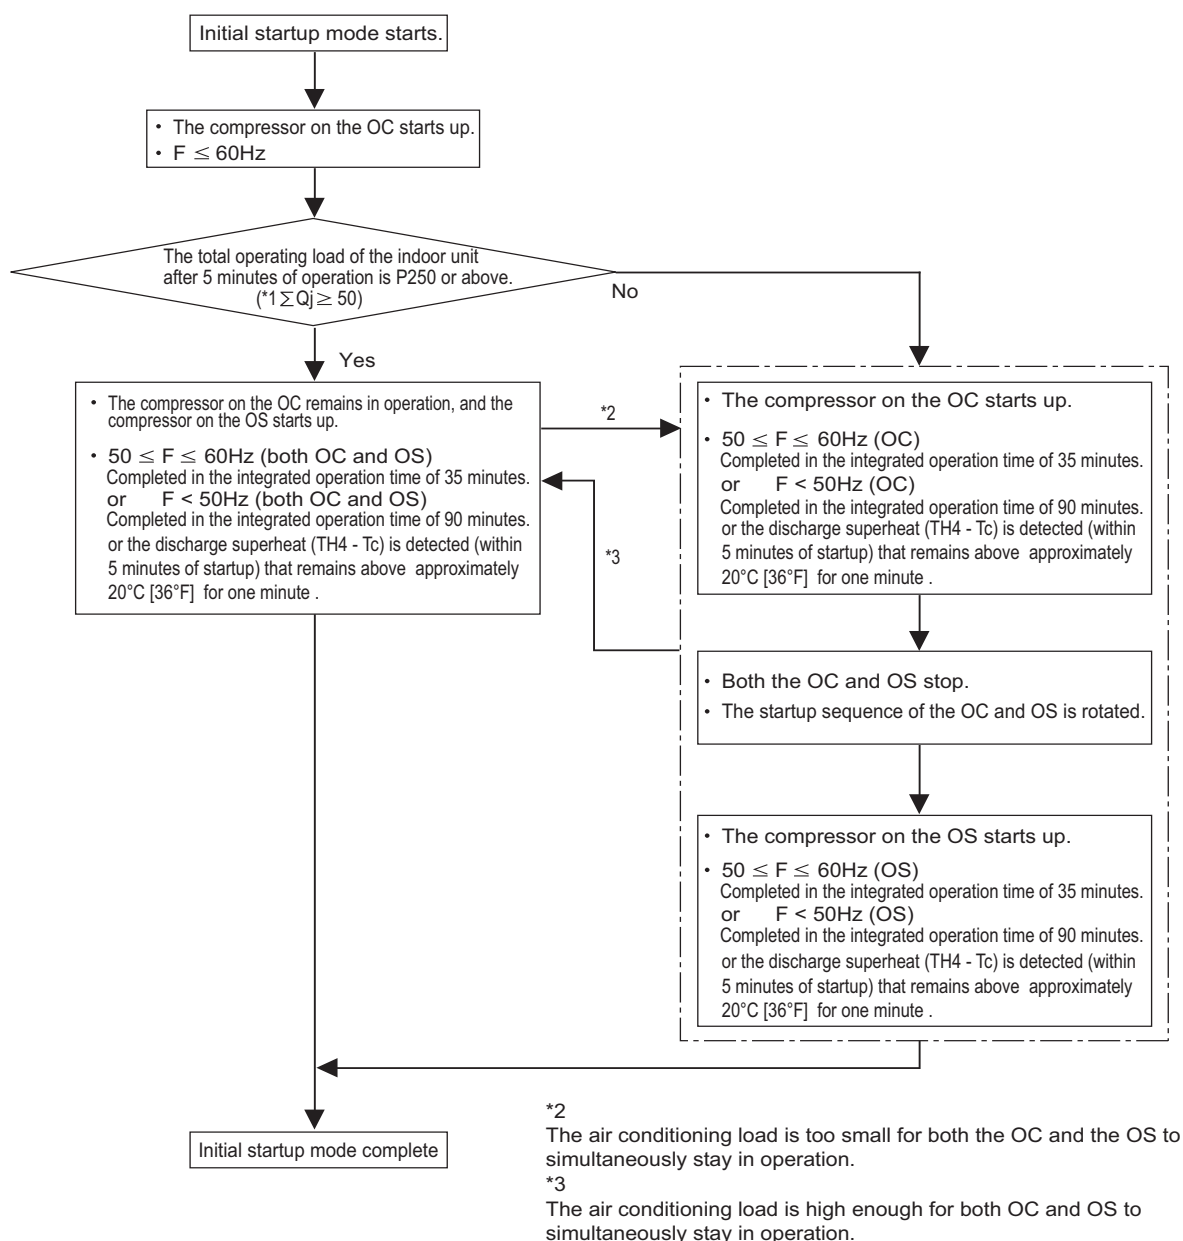 Initial startup mode starts.
• The compressor on the OC starts up.
• F ≤ 60Hz
The total operating load of the indoor unit
after 5 minutes of operation is P250 or above.
(*1 ∑Qj ≥ 50)
No
Yes
• The compressor on the OC remains in operation, and the
compressor on the OS starts up.
• 50 ≤ F ≤ 60Hz (both OC and OS)
Completed in the integrated operation time of 35 minutes.
or F < 50Hz (both OC and OS)
Completed in the integrated operation time of 90 minutes.
or the discharge superheat (TH4 - Tc) is detected (within
5 minutes of startup) that remains above approximately
20°C [36°F] for one minute .
*2
*3
• The compressor on the OC starts up.
• 50 ≤ F ≤ 60Hz (OC)
Completed in the integrated operation time of 35 minutes.
or F < 50Hz (OC)
Completed in the integrated operation time of 90 minutes.
or the discharge superheat (TH4 - Tc) is detected (within
5 minutes of startup) that remains above approximately
20°C [36°F] for one minute .
• Both the OC and OS stop.
• The startup sequence of the OC and OS is rotated.
• The compressor on the OS starts up.
• 50 ≤ F ≤ 60Hz (OS)
Completed in the integrated operation time of 35 minutes.
or F < 50Hz (OS)
Completed in the integrated operation time of 90 minutes.
or the discharge superheat (TH4 - Tc) is detected (within
5 minutes of startup) that remains above approximately
20°C [36°F] for one minute .
Initial startup mode complete
*2
The air conditioning load is too small for both the OC and the OS to
simultaneously stay in operation.
*3
The air conditioning load is high enough for both OC and OS to
simultaneously stay in operation.